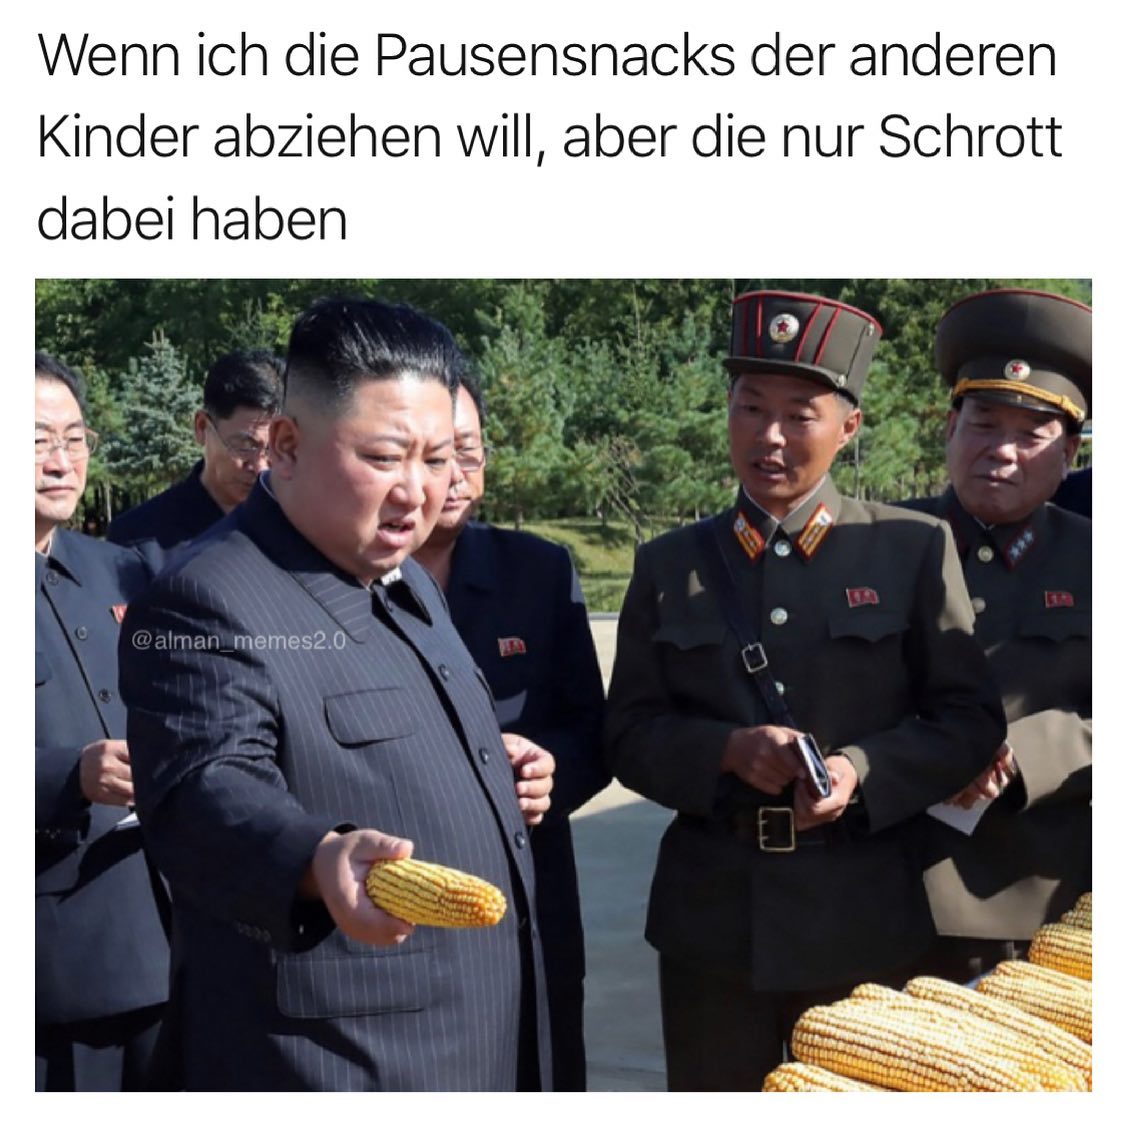 Wenn ich die Pausensnacks der anderen
Kinder abziehen will, aber die nur Schrott
dabei haben
@alman_memes2.0